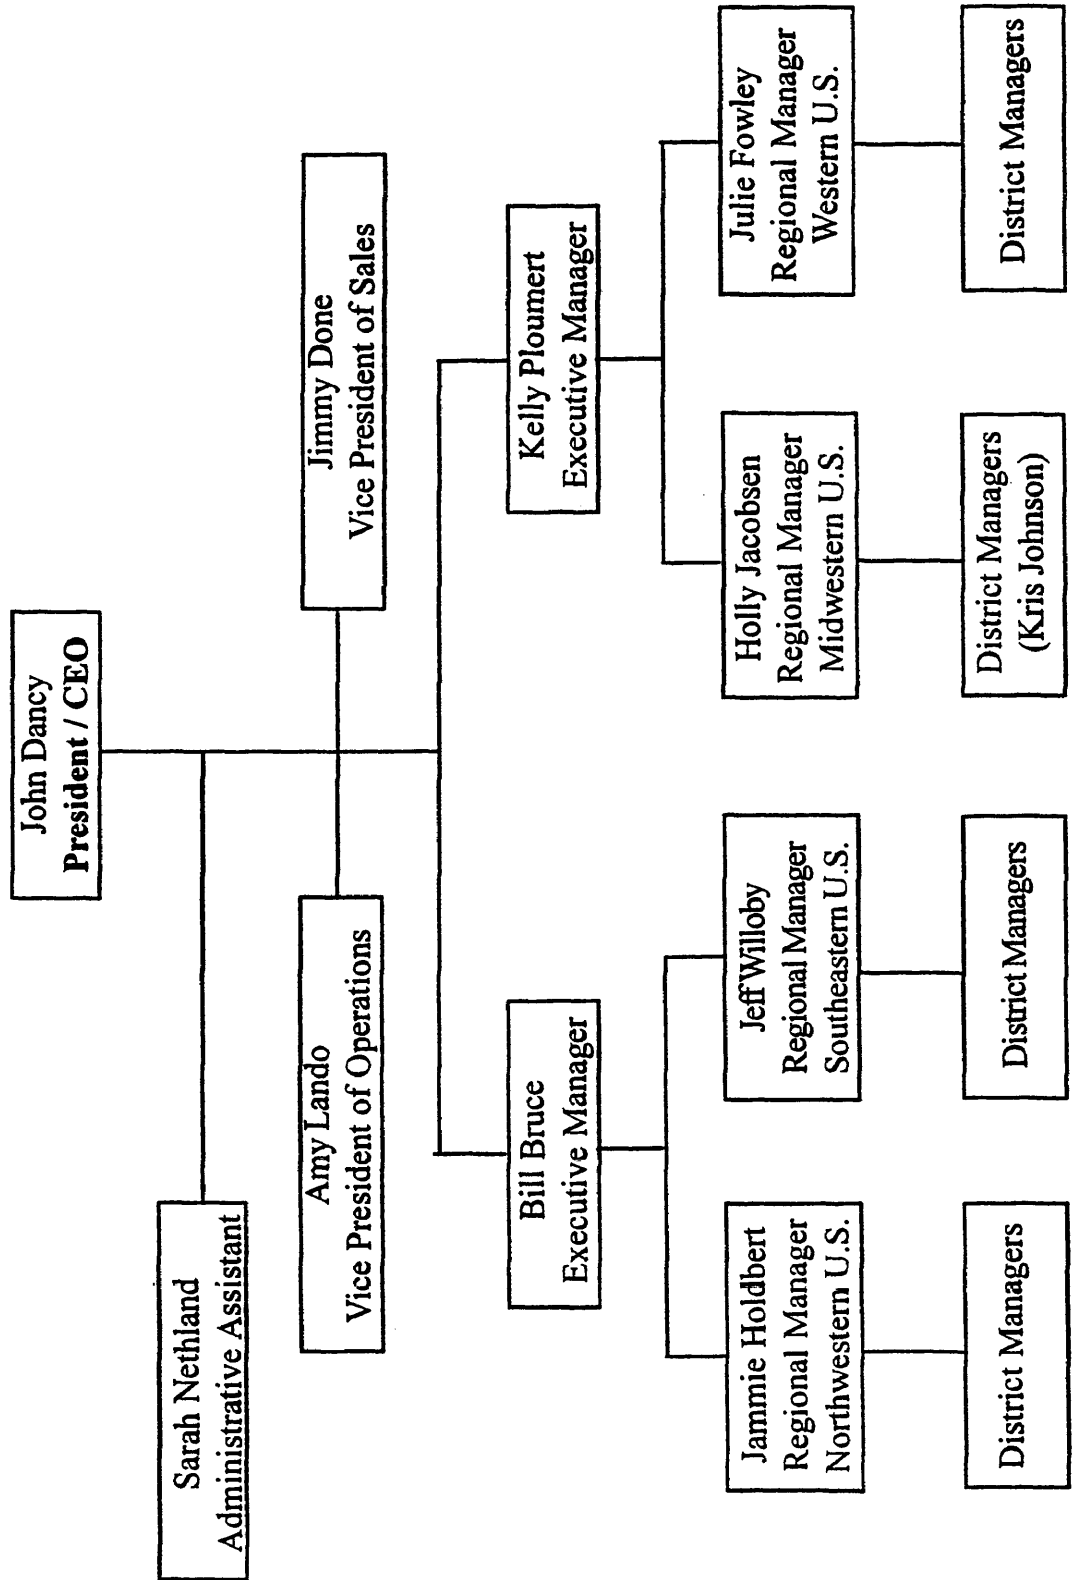 John Dancy
President / CEO
Sarah Nethland
Administrative Assistant
Amy Lando
Vice President of Operations
Jimmy Done
Vice President of Sales
Bill Bruce
Executive Manager
Kelly Ploumert
Executive Manager
Jammie Holdbert
Regional Manager
Northwestern U.S.
Jeff Willoby
Regional Manager
Southeastern U.S.
Holly Jacobsen
Regional Manager
Midwestern U.S.
Julie Fowley
Regional Manager
Western U.S.
District Managers
District Managers
District Managers
(Kris Johnson)
District Managers